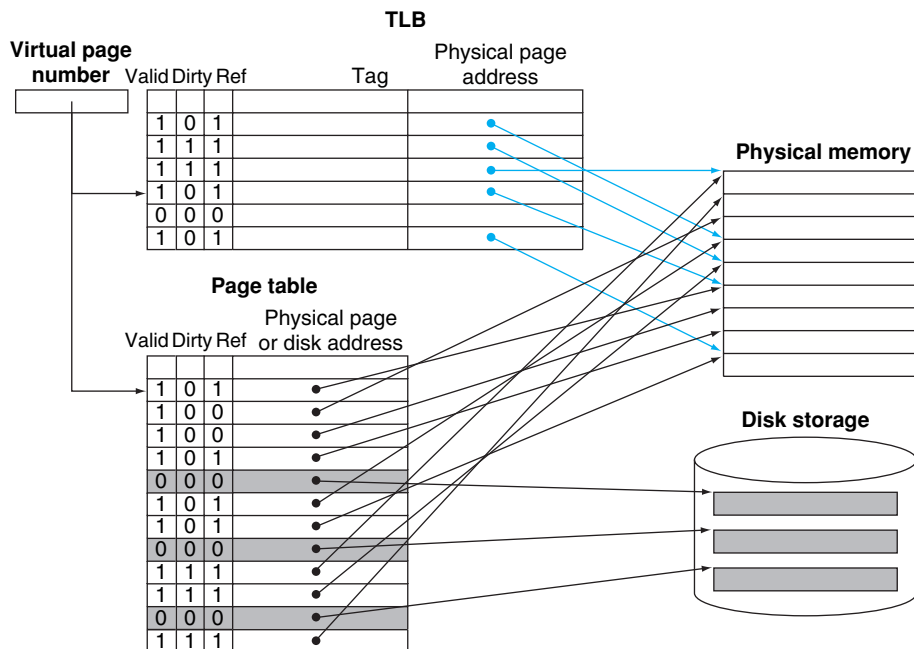 TLB
Virtual page
number
Physical page
address
Valid Dirty Ref
Tag
1 0 1
1 1 1
1 1 1
1 0 1
0 0 0
1 0 1
Physical memory
Page table
Physical page
or disk address
Valid Dirty Ref
1 0 1
1 0 0
1 0 0
1 0 1
0 0 0
1 0 1
1 0 1
0 0 0
1 1 1
1 1 1
0 0 0
1 1 1
Disk storage